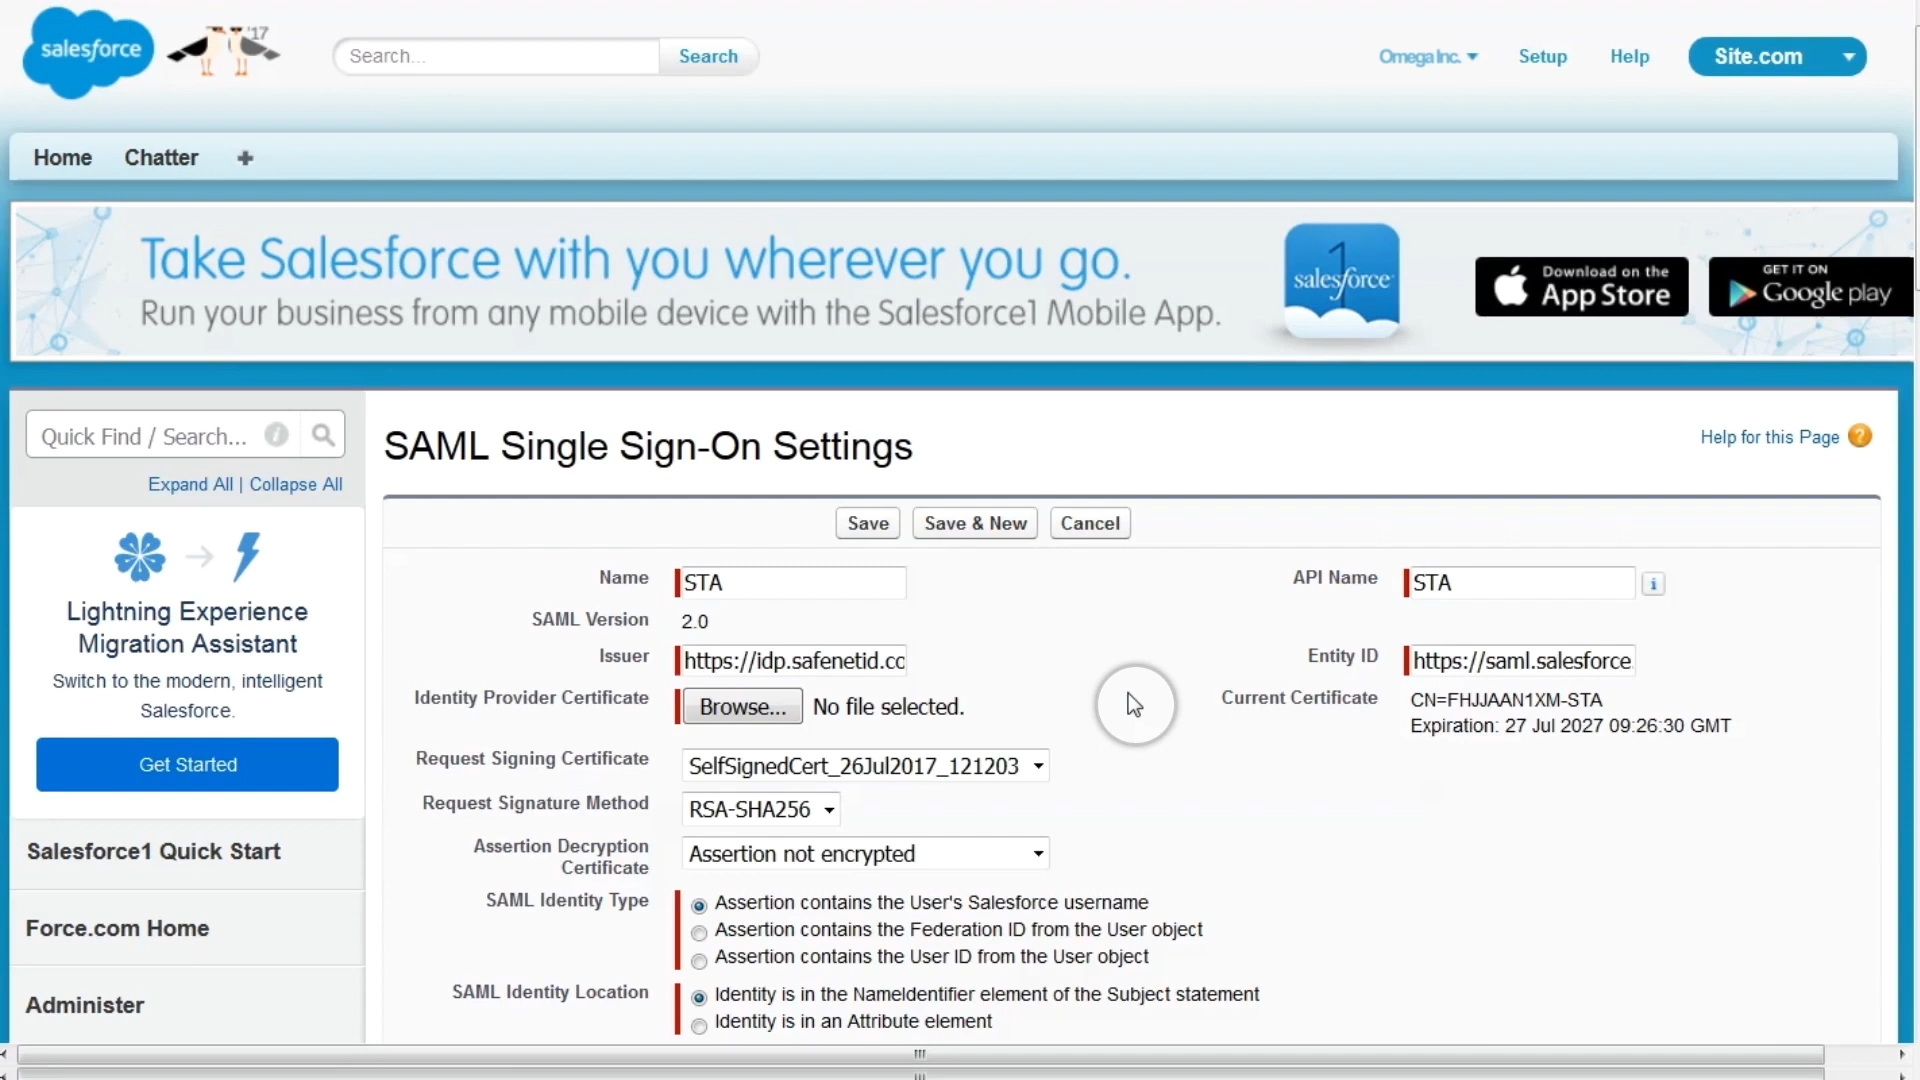 salesforce
'17
Search...
Search
Omega Inc.
Setup
Help
Site.com
Home
Chatter
+
Take Salesforce with you wherever you go.
Run your business from any mobile device with the Salesforce1 Mobile App.
1
salesforce
Download on the
App Store
GET IT ON
Google play
Quick Find / Search...
Expand All | Collapse All
Lightning Experience
Migration Assistant
Switch to the modern, intelligent
Salesforce.
Get Started
Salesforce1 Quick Start
Force.com Home
Administer
SAML Single Sign-On Settings
Help for this Page ?
Save
Save & New
Cancel
Name
STA
API Name
STA
i
SAML Version
2.0
Issuer
https://idp.safenetid.co
Entity ID
https://saml.salesforce.
Identity Provider Certificate
Browse...
No file selected.
Current Certificate
CN=FHJJAAN1XM-STA
Expiration: 27 Jul 2027 09:26:30 GMT
Request Signing Certificate
SelfSignedCert_26Jul2017_121203
Request Signature Method
RSA-SHA256
Assertion Decryption
Certificate
Assertion not encrypted
SAML Identity Type
Assertion contains the User's Salesforce username
Assertion contains the Federation ID from the User object
Assertion contains the User ID from the User object
SAML Identity Location
Identity is in the NameIdentifier element of the Subject statement
Identity is in an Attribute element